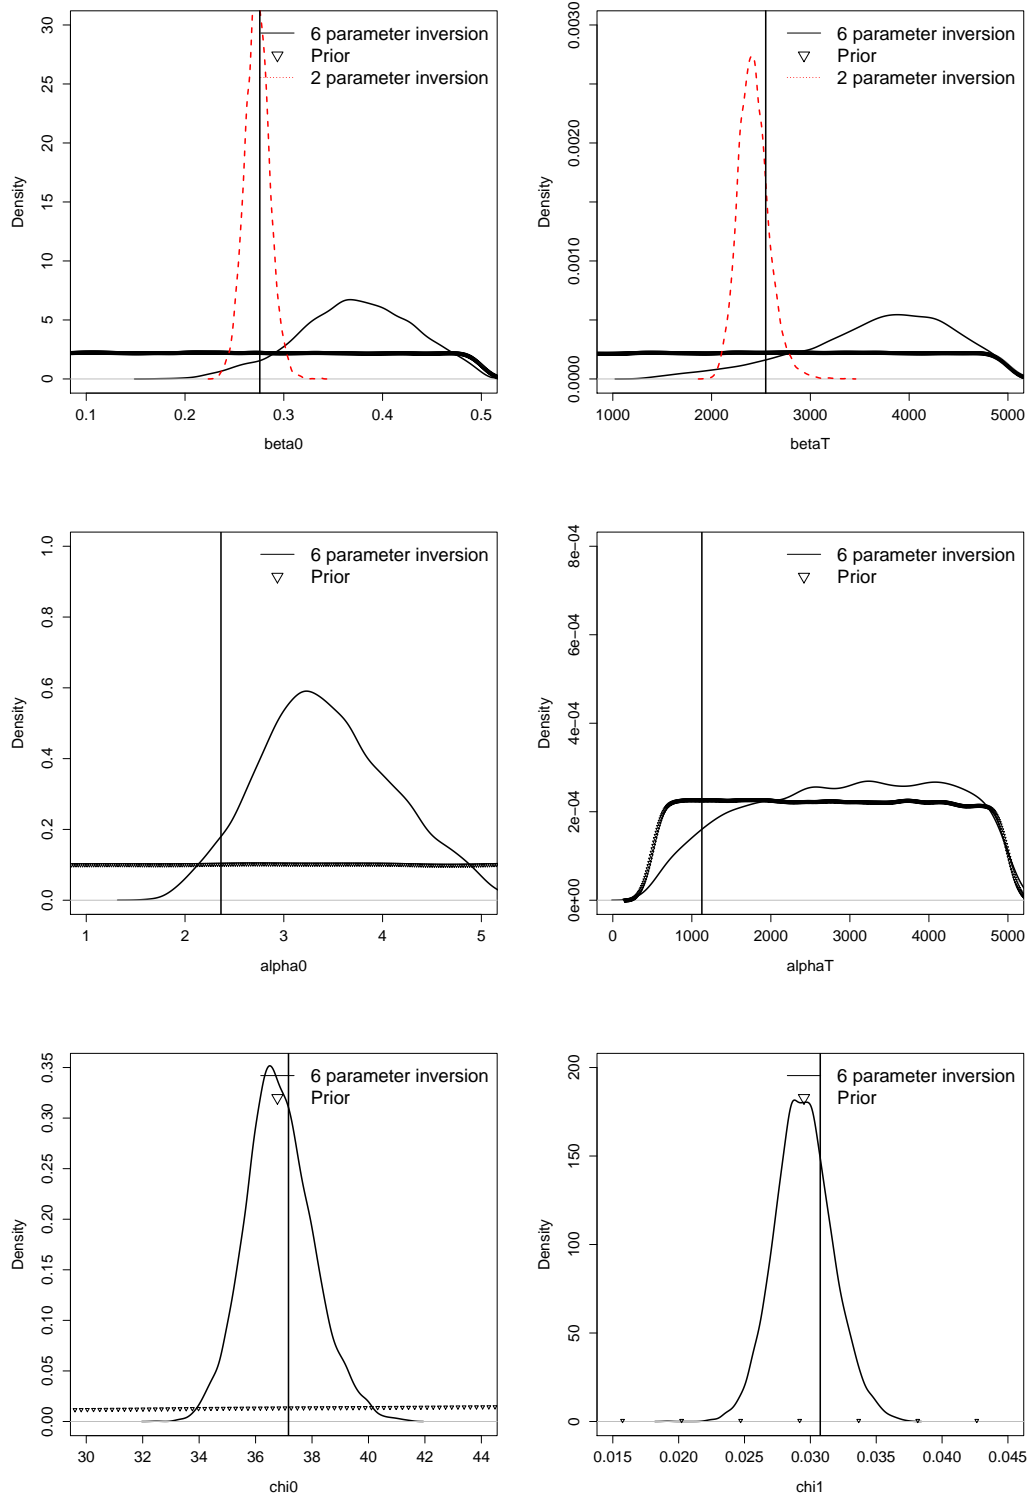 6 parameter inversion
Prior
2 parameter inversion
Density
0 5 10 15 20 25 30
0.1 0.2 0.3 0.4 0.5
beta0
6 parameter inversion
Prior
2 parameter inversion
Density
0.0000 0.0010 0.0020 0.0030
1000 2000 3000 4000 5000
betaT
6 parameter inversion
Prior
Density
0.0 0.2 0.4 0.6 0.8 1.0
1 2 3 4 5
alpha0
6 parameter inversion
Prior
Density
0e+00 2e-04 4e-04 6e-04 8e-04
0 1000 2000 3000 4000 5000
alphaT
6 parameter inversion
Prior
Density
0.00 0.05 0.10 0.15 0.20 0.25 0.30 0.35
30 32 34 36 38 40 42 44
chi0
6 parameter inversion
Prior
Density
0 50 100 150 200
0.015 0.020 0.025 0.030 0.035 0.040 0.045
chi1